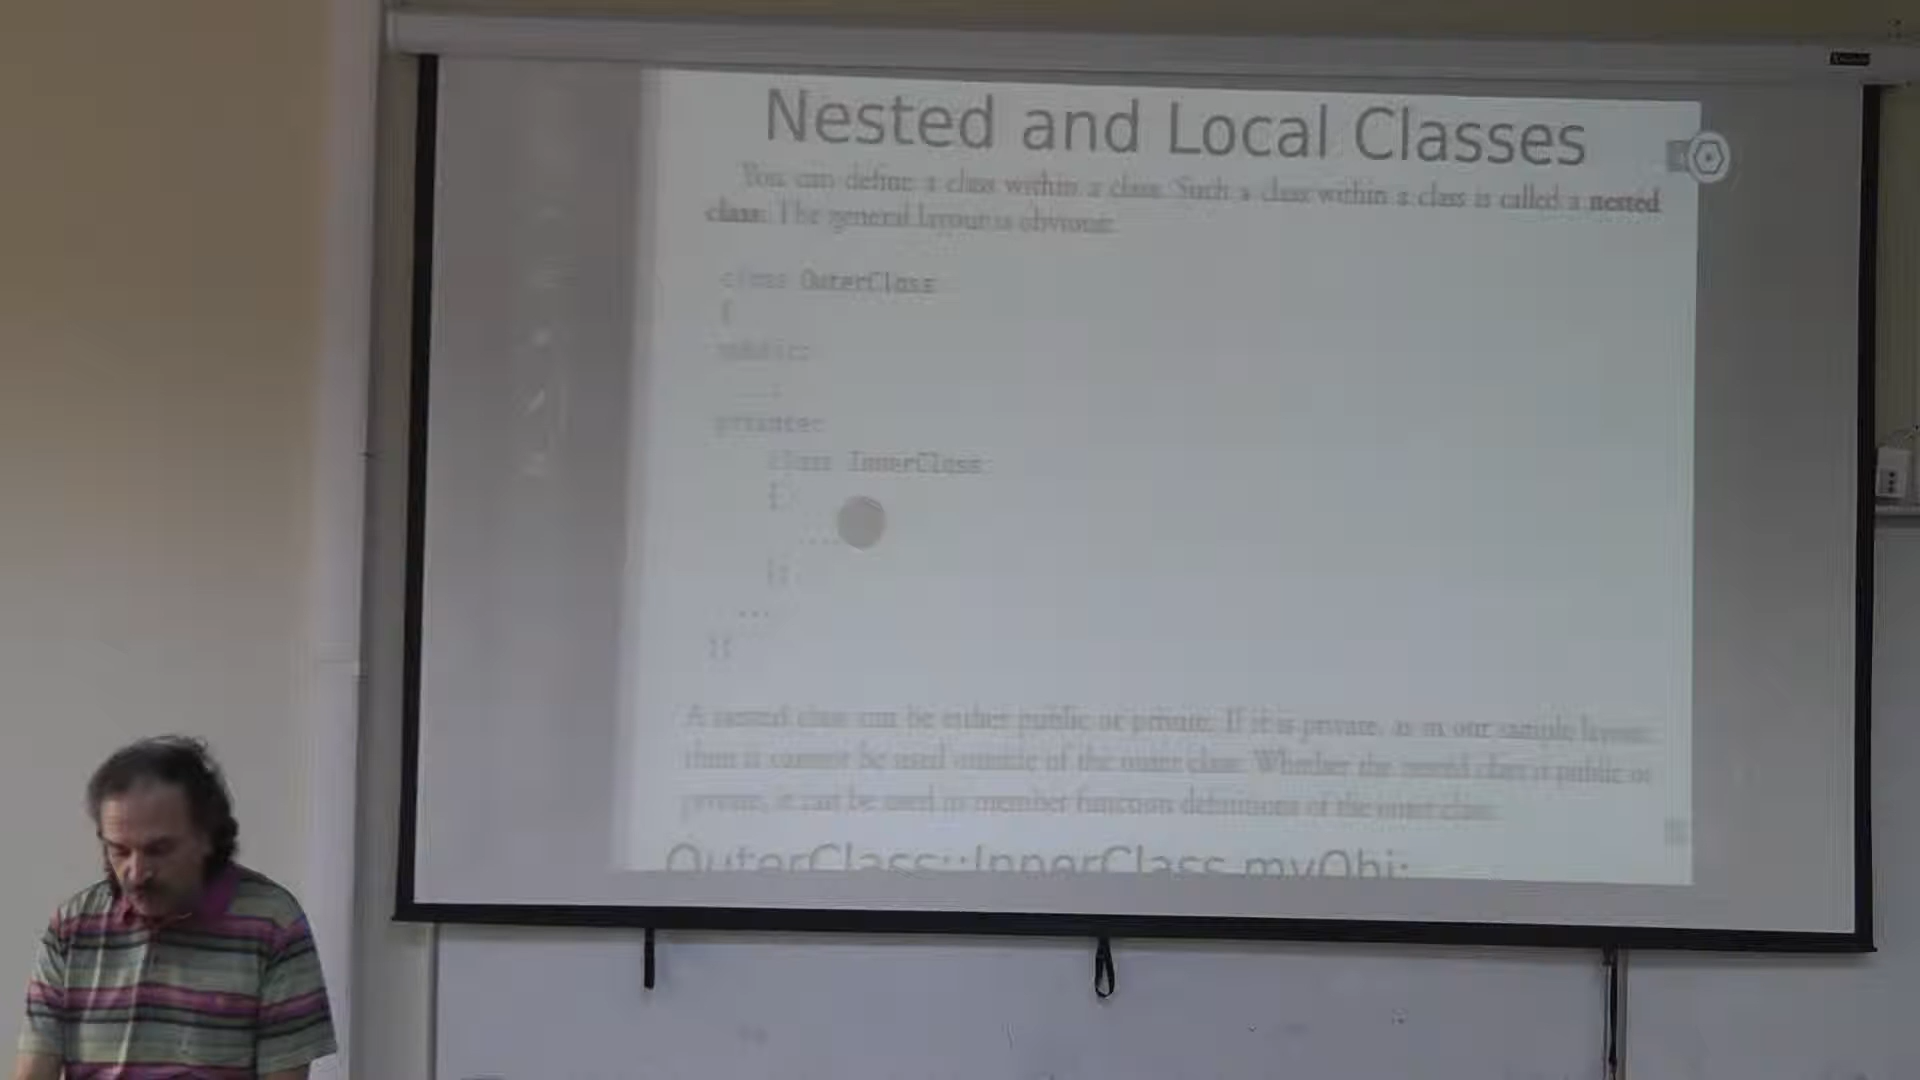 Nested and Local Classes
You can define a class within a class. Such a class within a class is called a nested
class. The general layout is obvious:
class OuterClass
{
public:
private:
class InnerClass
{
....
};
...
};
A nested class can be either public or private. If it is private, as in our sample layout,
then it cannot be used outside of the outer class. Whether the nested class is public or
private, it can be used in member function definitions of the outer class.
OuterClass::InnerClass myObj;